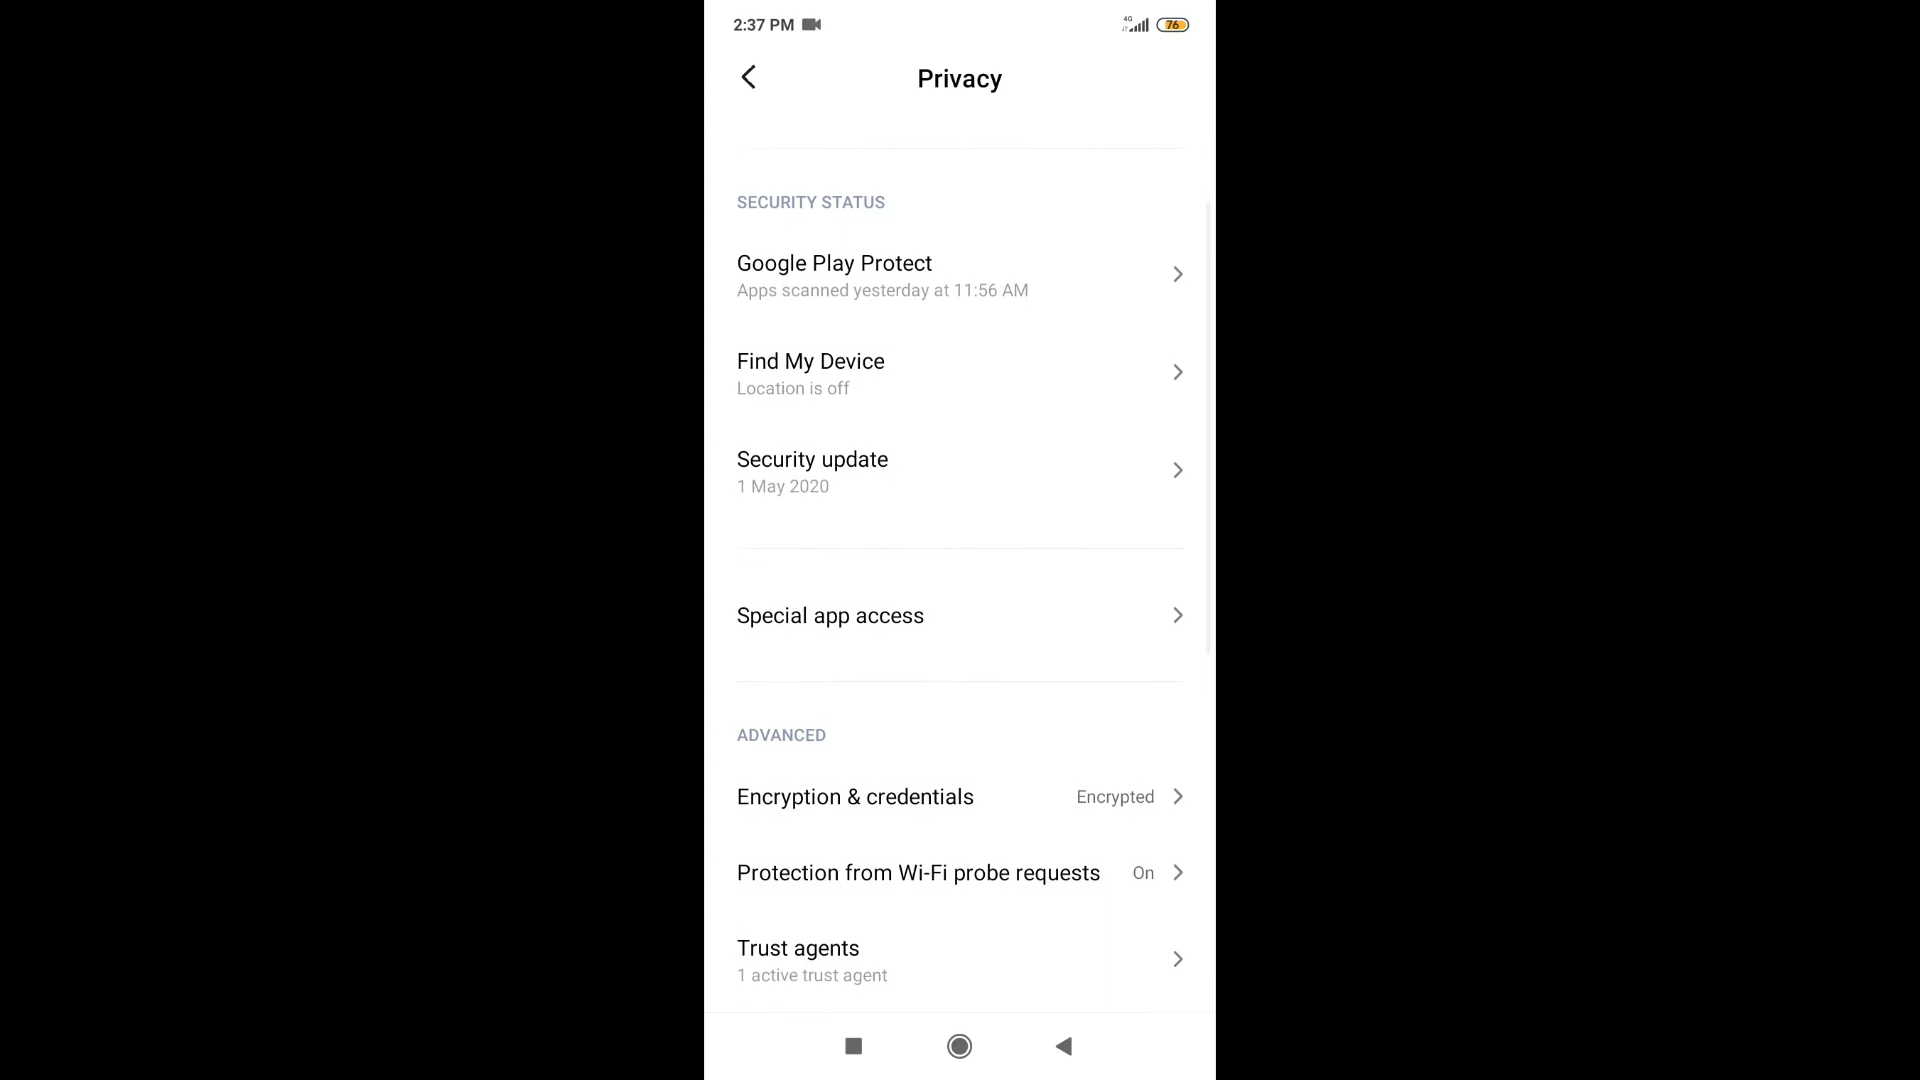 2:37 PM
4G
76
Privacy
SECURITY STATUS
Google Play Protect
Apps scanned yesterday at 11:56 AM
Find My Device
Location is off
Security update
1 May 2020
Special app access
ADVANCED
Encryption & credentials Encrypted
Protection from Wi-Fi probe requests On
Trust agents
1 active trust agent